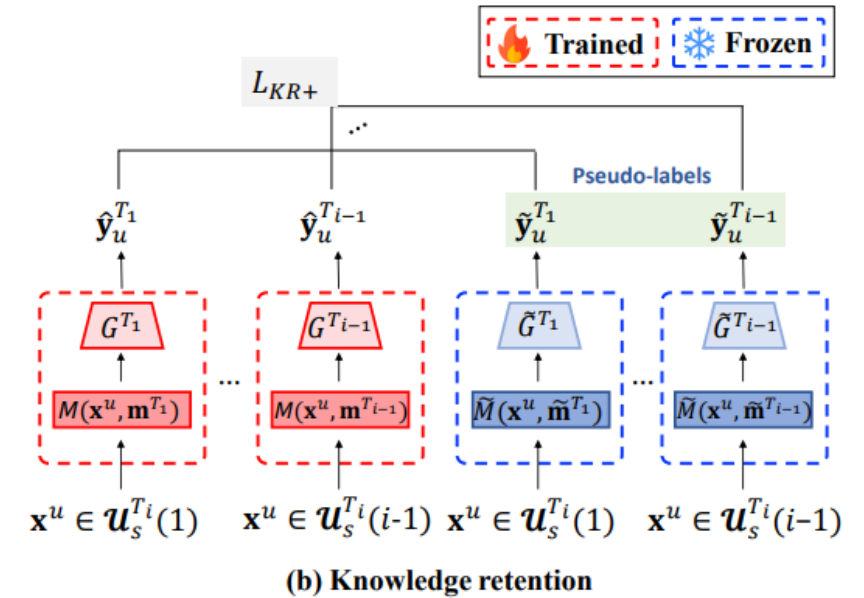 Trained Frozen
L_{KR+}
...
Pseudo-labels
ŷ_u^{T_1} ŷ_u^{T_{i-1}} ỹ_u^{T_1} ỹ_u^{T_{i-1}}
G^{T_1} G^{T_{i-1}} G̃^{T_1} G̃^{T_{i-1}}
... ...
M(x^u, m^{T_1}) M(x^u, m^{T_{i-1}}) M̃(x^u, m̃^{T_1}) M̃(x^u, m̃^{T_{i-1}})
x^u ∈ 𝓤_s^{T_i}(1) x^u ∈ 𝓤_s^{T_i}(i-1) x^u ∈ 𝓤_s^{T_i}(1) x^u ∈ 𝓤_s^{T_i}(i–1)
(b) Knowledge retention